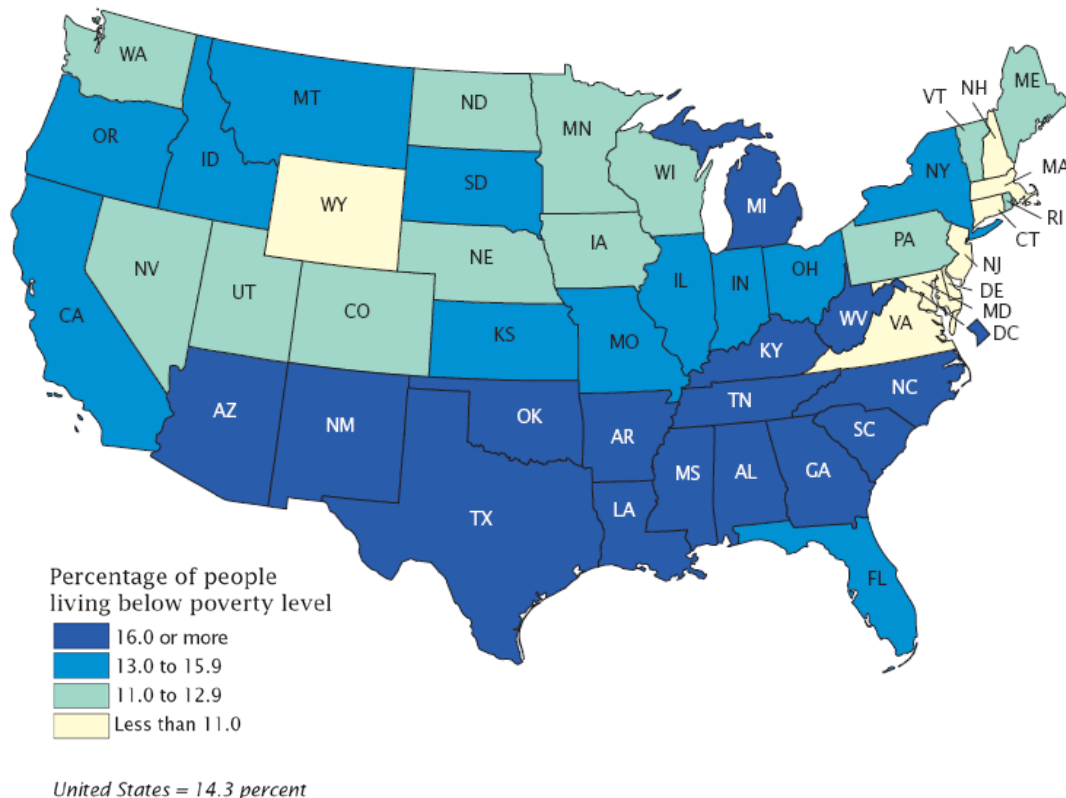 WA
MT
ND
MN
VT
NH
ME
OR
ID
SD
WI
NY
MA
WY
MI
RI
CT
IA
PA
NE
NJ
NV
OH
UT
IL
IN
DE
CO
MD
CA
WV
VA
DC
KS
MO
KY
NC
AZ
OK
TN
NM
AR
SC
MS
AL
GA
LA
TX
FL
Percentage of people
living below poverty level
16.0 or more
13.0 to 15.9
11.0 to 12.9
Less than 11.0
United States = 14.3 percent